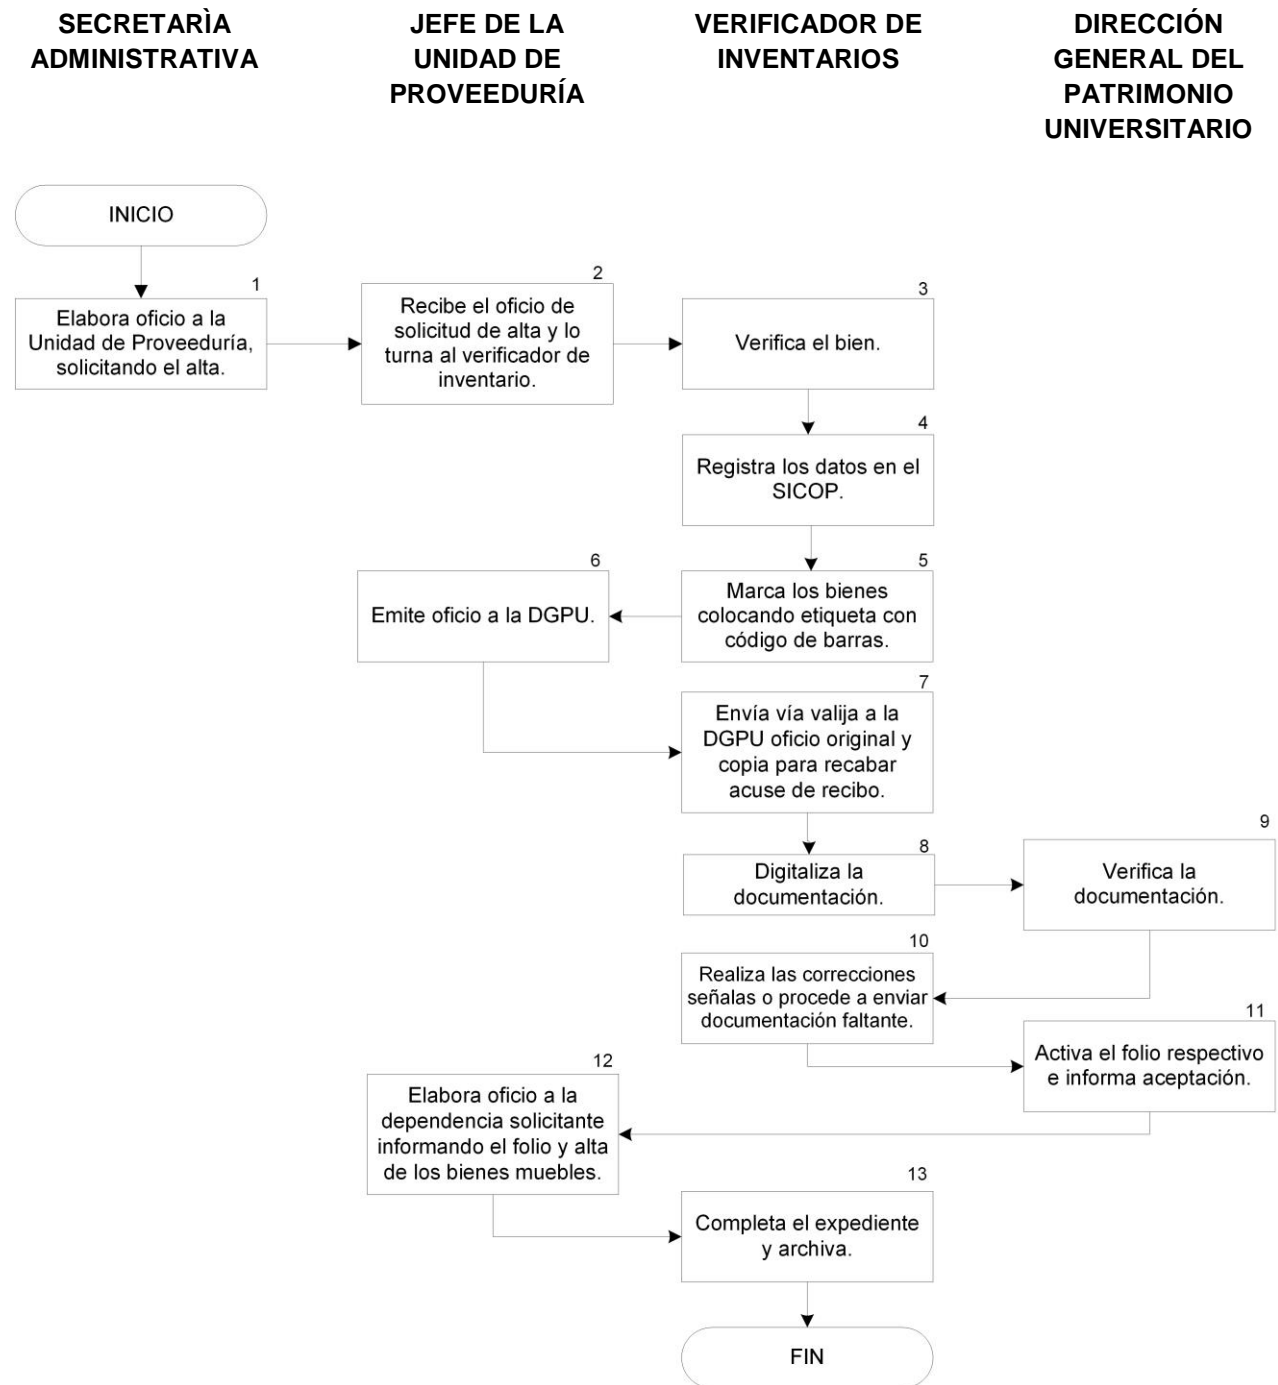 SECRETARÌA
ADMINISTRATIVA
JEFE DE LA
UNIDAD DE
PROVEEDURÍA
VERIFICADOR DE
INVENTARIOS
DIRECCIÓN
GENERAL DEL
PATRIMONIO
UNIVERSITARIO
INICIO
1
Elabora oficio a la
Unidad de Proveeduría,
solicitando el alta.
2
Recibe el oficio de
solicitud de alta y lo
turna al verificador de
inventario.
3
Verifica el bien.
4
Registra los datos en el
SICOP.
5
Marca los bienes
colocando etiqueta con
código de barras.
6
Emite oficio a la DGPU.
7
Envía vía valija a la
DGPU oficio original y
copia para recabar
acuse de recibo.
8
Digitaliza la
documentación.
9
Verifica la
documentación.
10
Realiza las correcciones
señalas o procede a enviar
documentación faltante.
11
Activa el folio respectivo
e informa aceptación.
12
Elabora oficio a la
dependencia solicitante
informando el folio y alta
de los bienes muebles.
13
Completa el expediente
y archiva.
FIN